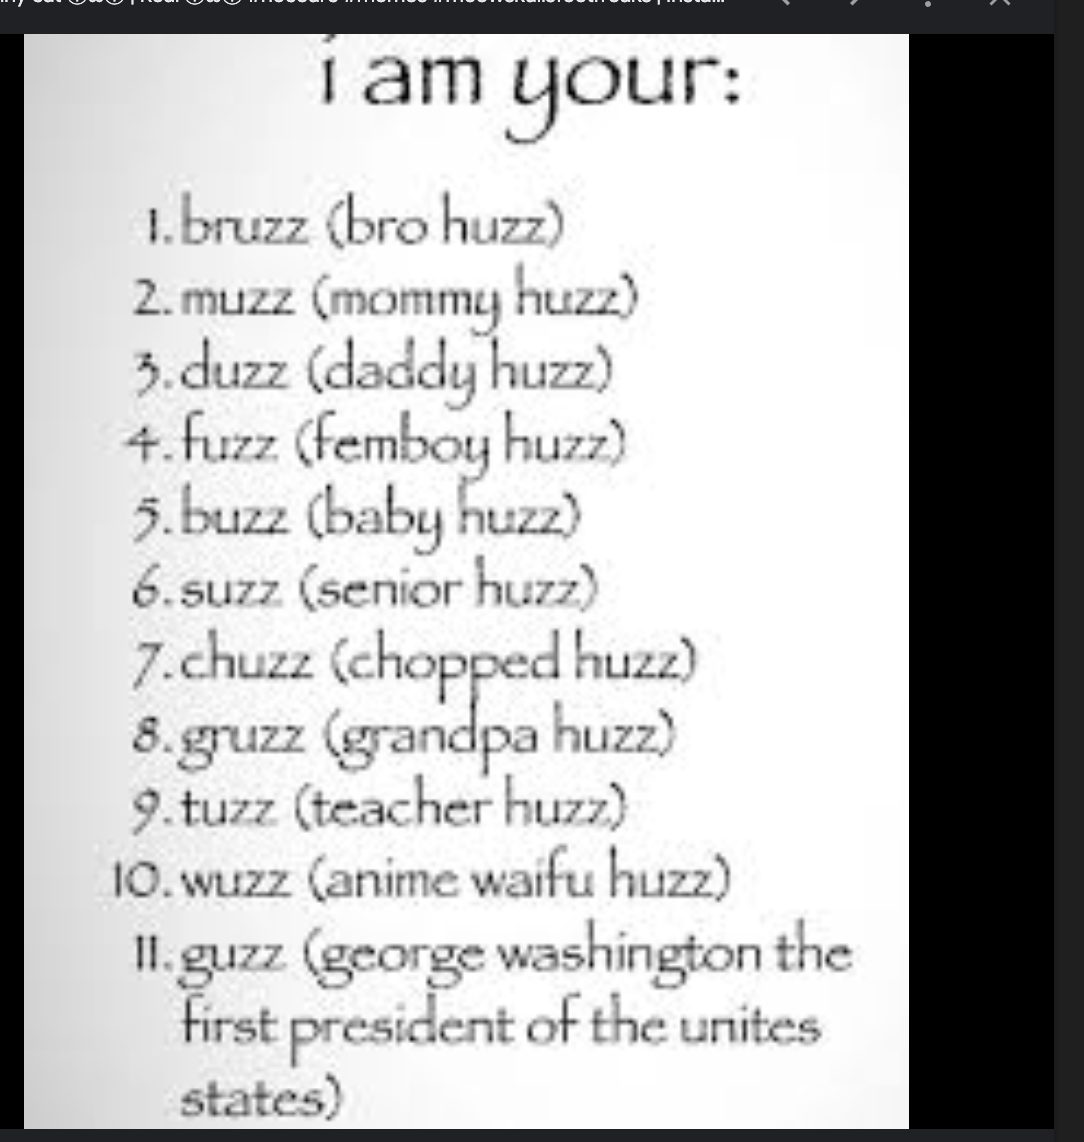 i am your:
1. bruzz (bro huzz)
2. muzz (mommy huzz)
3. duzz (daddy huzz)
4. fuzz (femboy huzz)
5. buzz (baby huzz)
6. suzz (senior huzz)
7. chuzz (chopped huzz)
8. gruzz (grandpa huzz)
9. tuzz (teacher huzz)
10. wuzz (anime waifu huzz)
11. guzz (george washington the
first president of the unites
states)